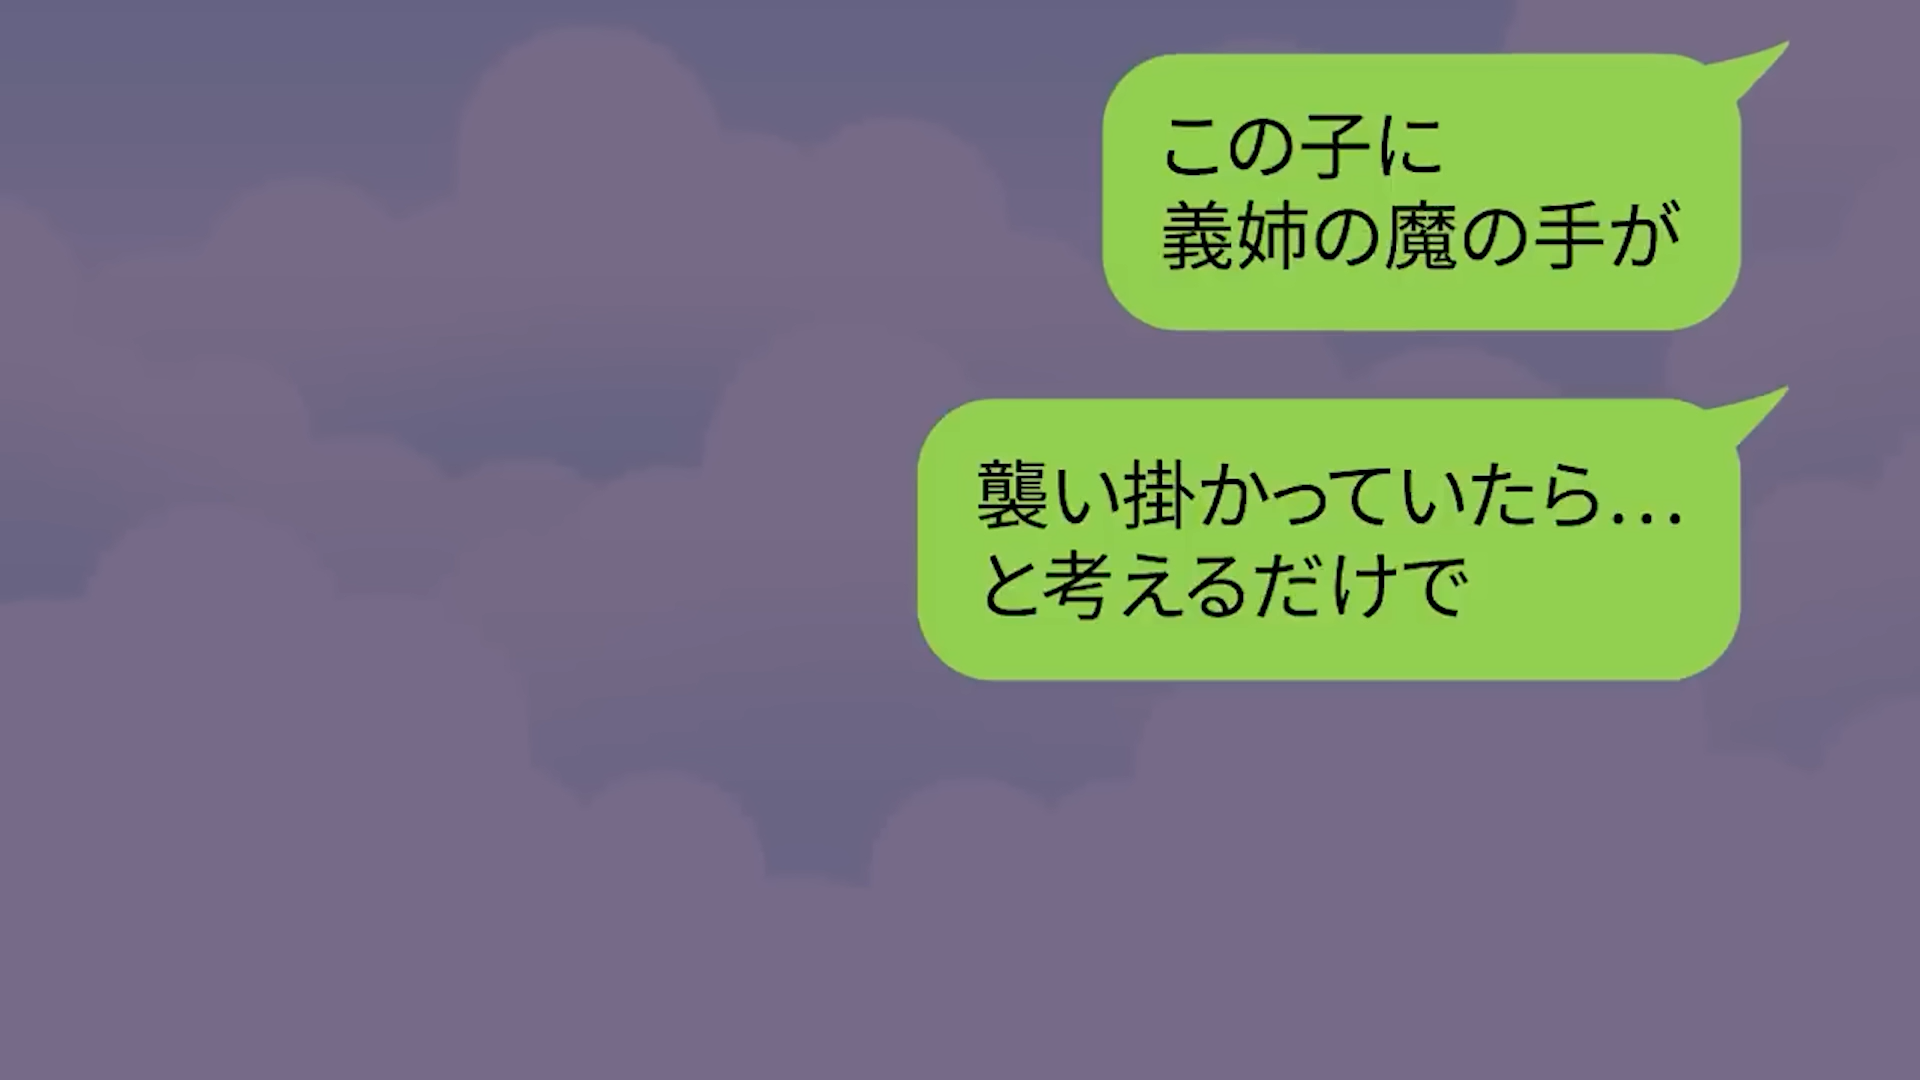 この子に
義姉の魔の手が
襲い掛かっていたら…
と考えるだけで